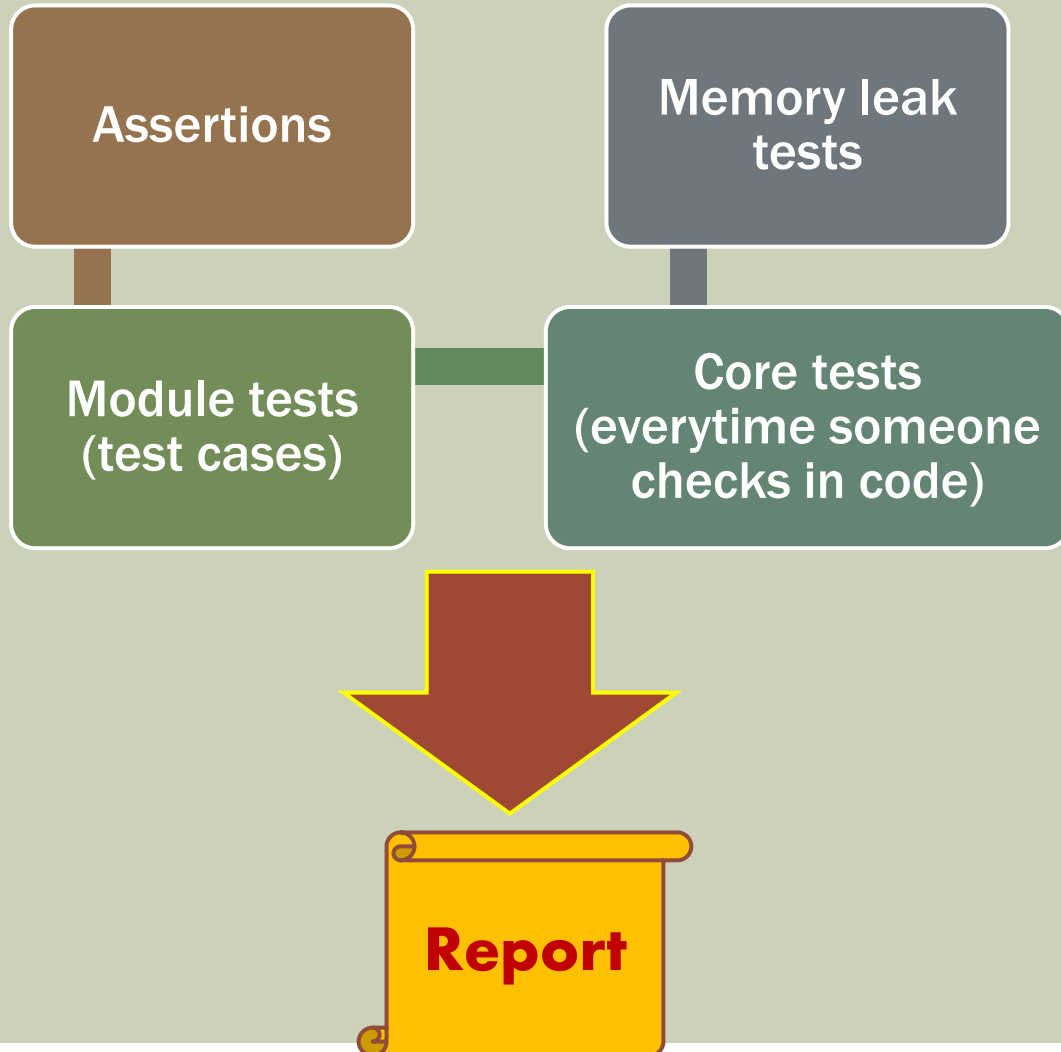 Assertions
Memory leak
tests
Module tests
(test cases)
Core tests
(everytime someone
checks in code)
Report